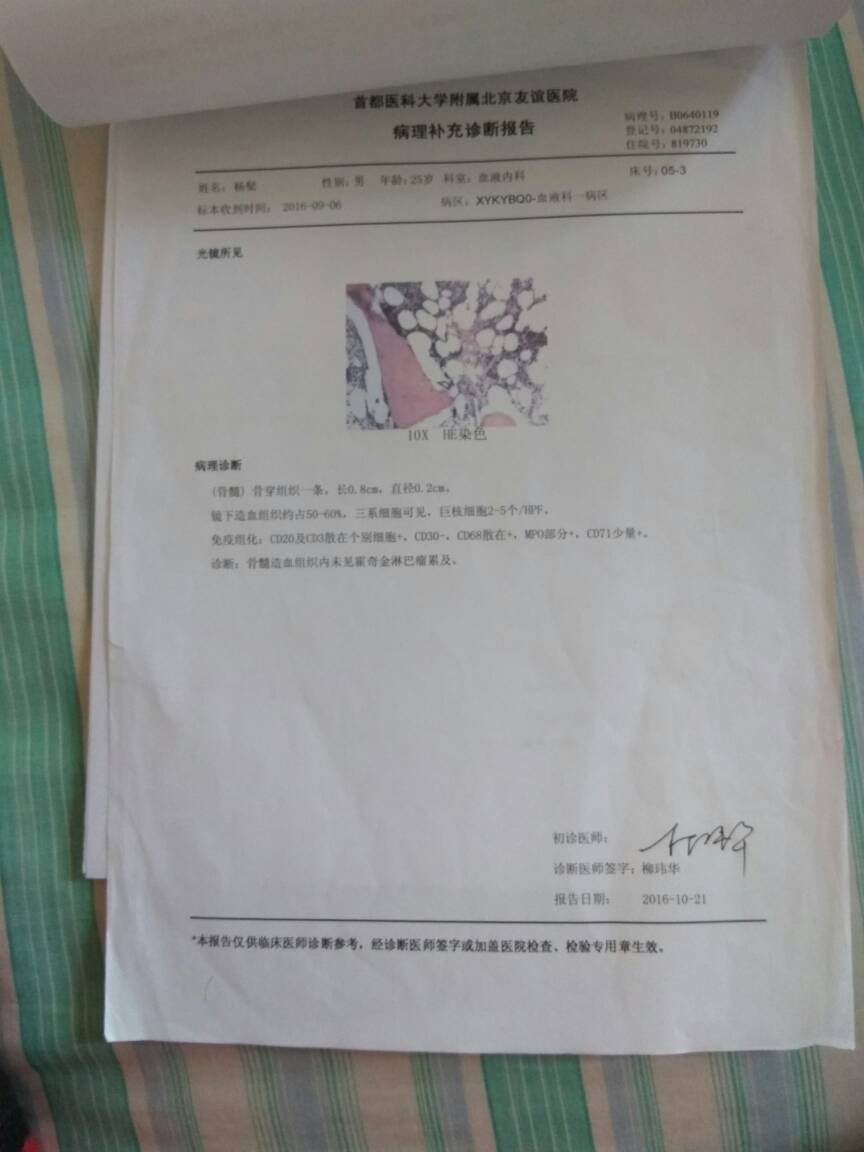 首都医科大学附属北京友谊医院
病理补充诊断报告
病理号：B0640119
登记号：04872192
住院号：819730
姓名：杨 性别：男 年龄：25岁 科室：血液内科 床号：05-3
标本收到时间： 2016-09-06 病区：XYKYBQ0-血液科一病区
光镜所见
10X HE染色
病理诊断
(骨髓）骨穿组织一条，长0.8cm，直径0.2cm。
镜下造血组织约占50-60%，三系细胞可见，巨核细胞2-5个/HPF。
免疫组化：CD20及CD3散在个别细胞+，CD30-，CD68散在+，MPO部分+，CD71少量+。
诊断：骨髓造血组织内未见霍奇金淋巴瘤累及。
初诊医师：
诊断医师签字：柳玮华
报告日期： 2016-10-21
*本报告仅供临床医师诊断参考，经诊断医师签字或加盖医院检查、检验专用章生效。